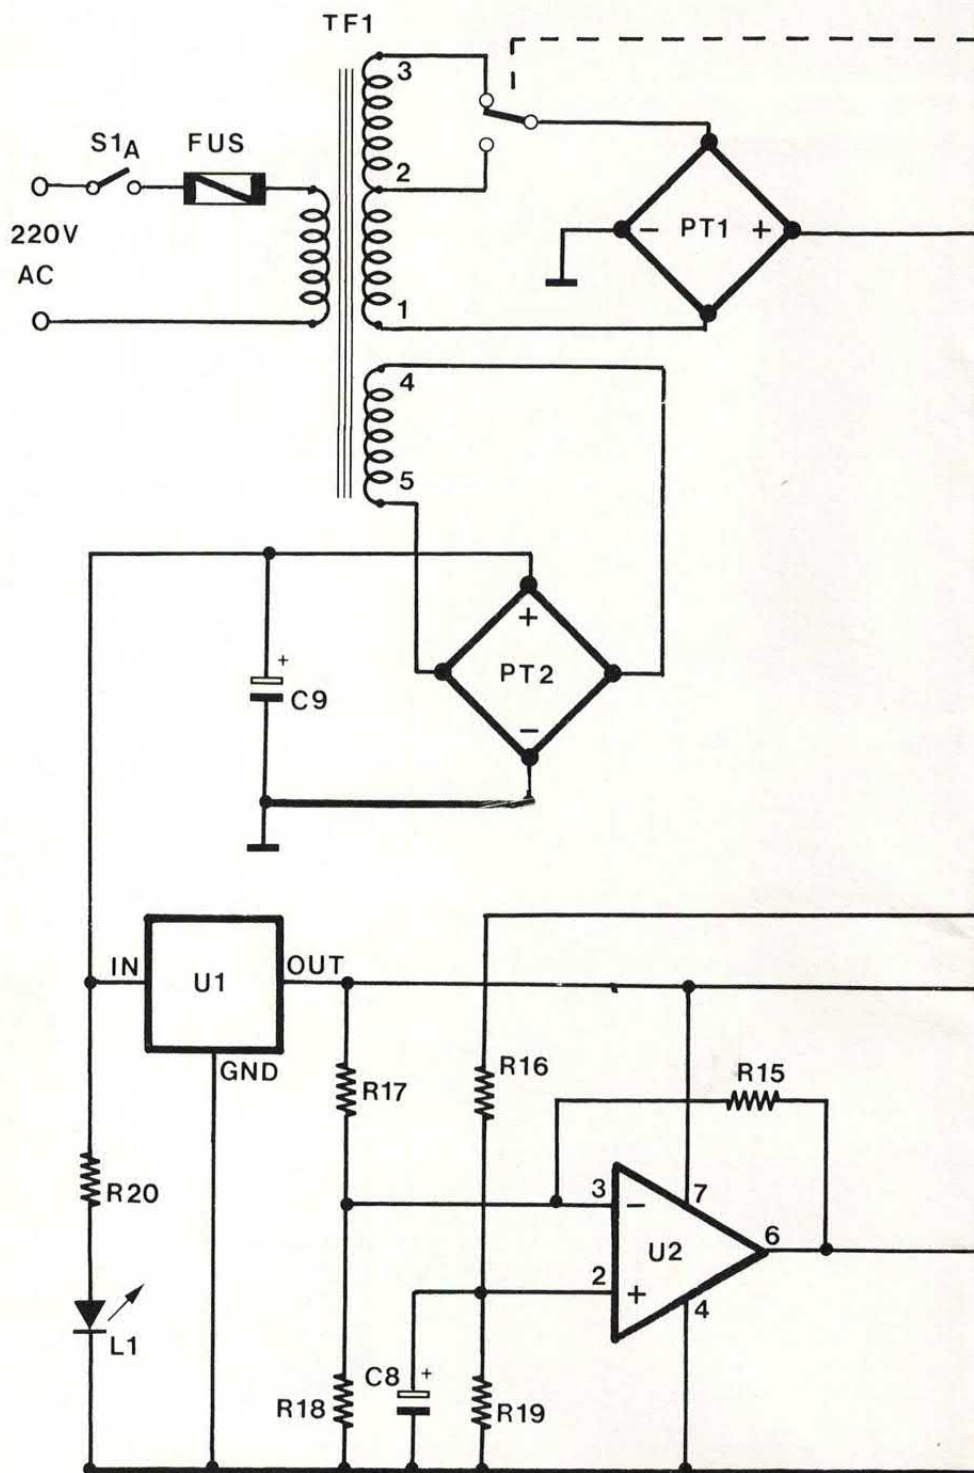 TF1
3
S1A
FUS
2
220V
AC
1
- PT1 +
4
5
+
PT2
-
+
C9
IN
U1
OUT
GND
R17
R16
R15
R20
3
-
7
U2
6
2
+
4
L1
C8
+
R18
R19